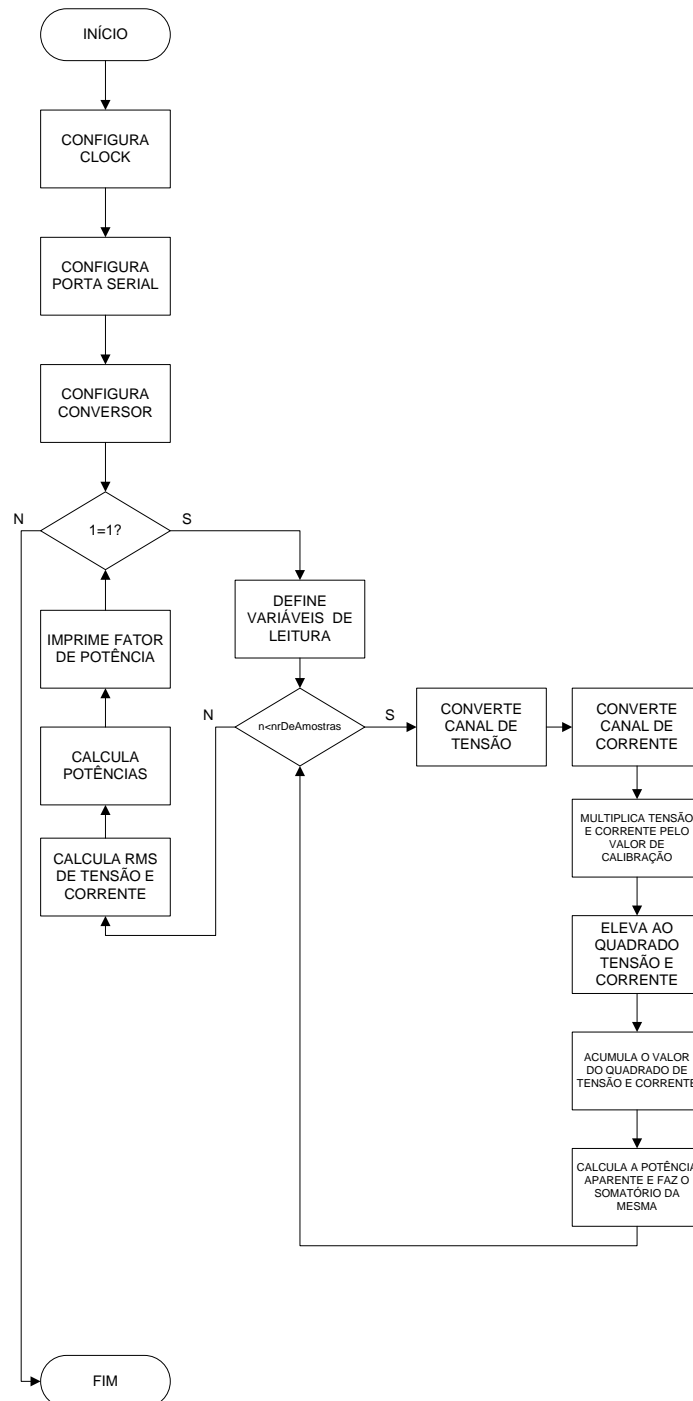 INÍCIO
CONFIGURA
CLOCK
CONFIGURA
PORTA SERIAL
CONFIGURA
CONVERSOR
N
1=1?
S
DEFINE
VARIÁVEIS DE
LEITURA
IMPRIME FATOR
DE POTÊNCIA
N
n<nrDeAmostras
S
CONVERTE
CANAL DE
TENSÃO
CONVERTE
CANAL DE
CORRENTE
CALCULA
POTÊNCIAS
MULTIPLICA TENSÃO
E CORRENTE PELO
VALOR DE
CALIBRAÇÃO
CALCULA RMS
DE TENSÃO E
CORRENTE
ELEVA AO
QUADRADO
TENSÃO E
CORRENTE
ACUMULA O VALOR
DO QUADRADO DE
TENSÃO E CORRENTE
CALCULA A POTÊNCIA
APARENTE E FAZ O
SOMATÓRIO DA
MESMA
FIM